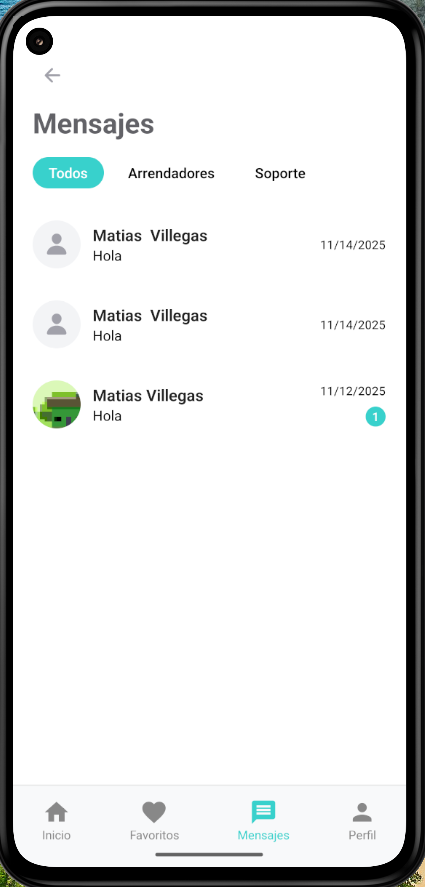 Mensajes
Todos Arrendadores Soporte
Matias  Villegas
Hola
11/14/2025
Matias  Villegas
Hola
11/14/2025
Matias Villegas
Hola
11/12/2025
1
Inicio Favoritos Mensajes Perfil